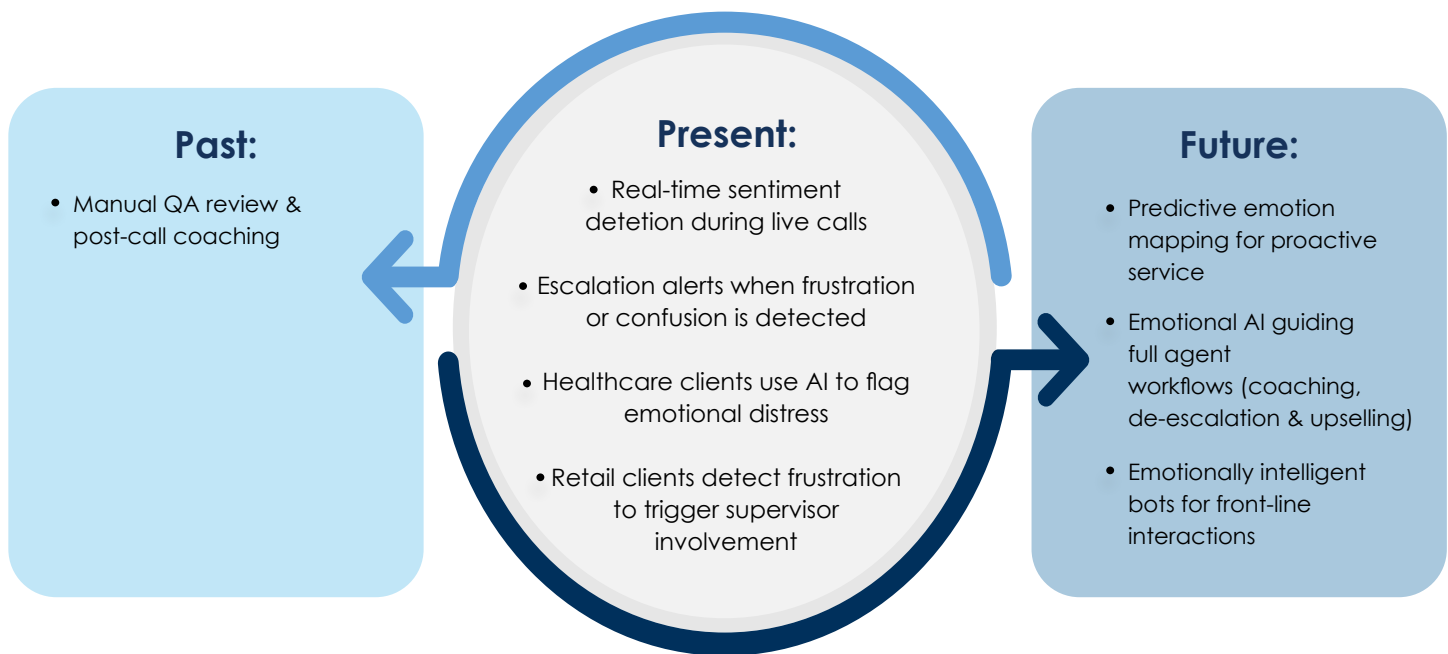 Past:
• Manual QA review &
post-call coaching
Present:
• Real-time sentiment
detetion during live calls
• Escalation alerts when frustration
or confusion is detected
• Healthcare clients use AI to flag
emotional distress
• Retail clients detect frustration
to trigger supervisor
involvement
Future:
• Predictive emotion
mapping for proactive
service
• Emotional AI guiding
full agent
workflows (coaching,
de-escalation & upselling)
• Emotionally intelligent
bots for front-line
interactions